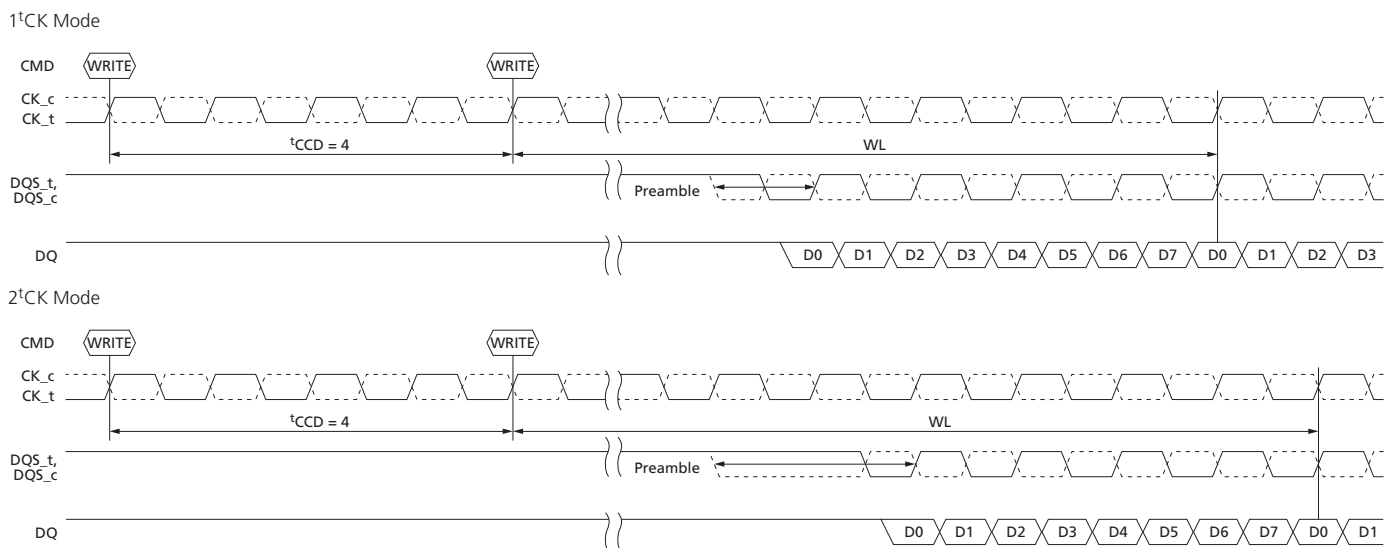 1tCK Mode
CMD WRITE WRITE
CK_c
CK_t
tCCD = 4 WL
DQS_t,
DQS_c Preamble
DQ D0 D1 D2 D3 D4 D5 D6 D7 D0 D1 D2 D3
2tCK Mode
CMD WRITE WRITE
CK_c
CK_t
tCCD = 4 WL
DQS_t,
DQS_c Preamble
DQ D0 D1 D2 D3 D4 D5 D6 D7 D0 D1